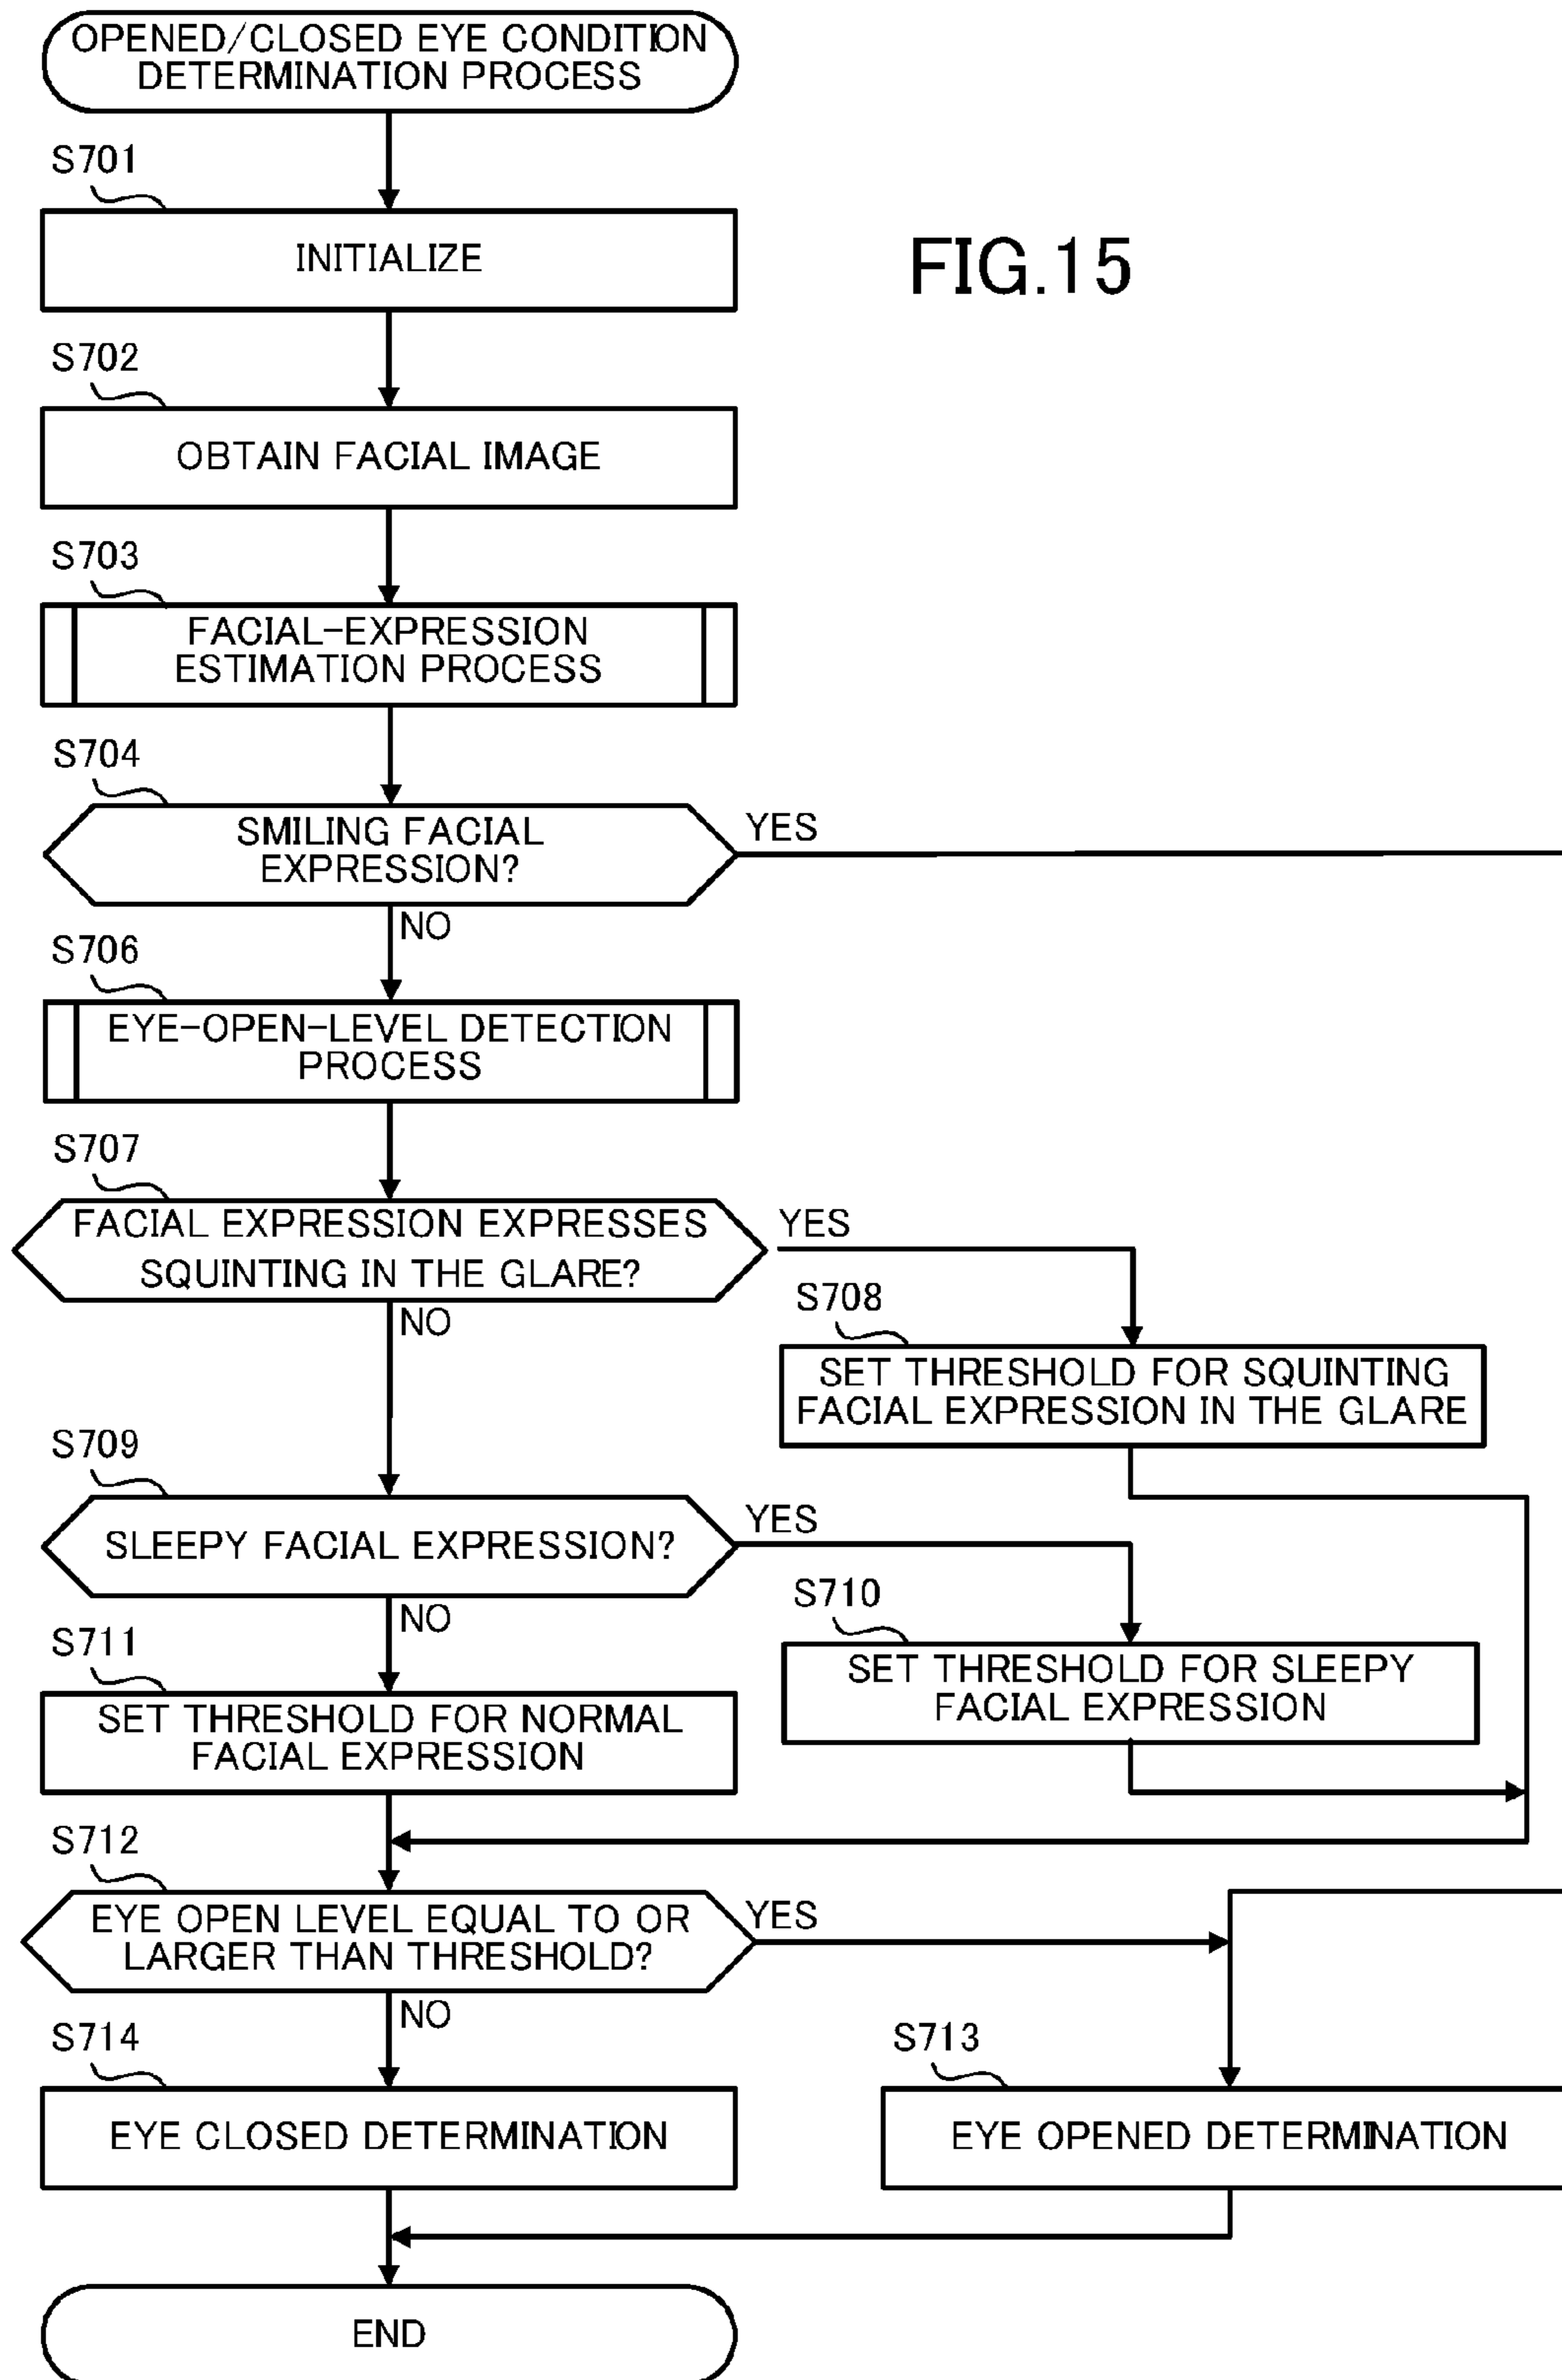 OPENED/CLOSED EYE CONDITION
DETERMINATION PROCESS
S701
INITIALIZE
FIG.15
S702
OBTAIN FACIAL IMAGE
S703
FACIAL-EXPRESSION
ESTIMATION PROCESS
S704
SMILING FACIAL
EXPRESSION?
YES
NO
S706
EYE-OPEN-LEVEL DETECTION
PROCESS
S707
FACIAL EXPRESSION EXPRESSES
SQUINTING IN THE GLARE?
YES
NO
S708
SET THRESHOLD FOR SQUINTING
FACIAL EXPRESSION IN THE GLARE
S709
SLEEPY FACIAL EXPRESSION?
YES
NO
S710
SET THRESHOLD FOR SLEEPY
FACIAL EXPRESSION
S711
SET THRESHOLD FOR NORMAL
FACIAL EXPRESSION
S712
EYE OPEN LEVEL EQUAL TO OR
LARGER THAN THRESHOLD?
YES
NO
S714
EYE CLOSED DETERMINATION
S713
EYE OPENED DETERMINATION
END